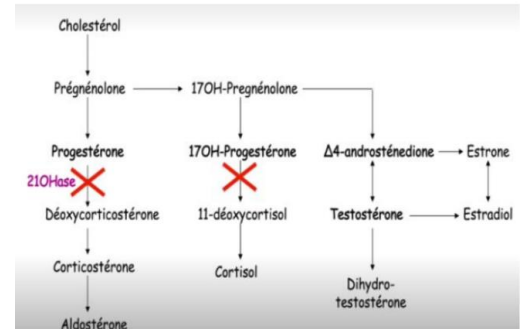 Cholestérol
Prégnénolone
17OH-Pregnénolone
Progestérone
17OH-Progestérone
Δ4-androsténedione
Estrone
21OHase
Déoxycorticostérone
11-déoxycortisol
Testostérone
Estradiol
Corticostérone
Cortisol
Dihydro-
testostérone
Aldostérone